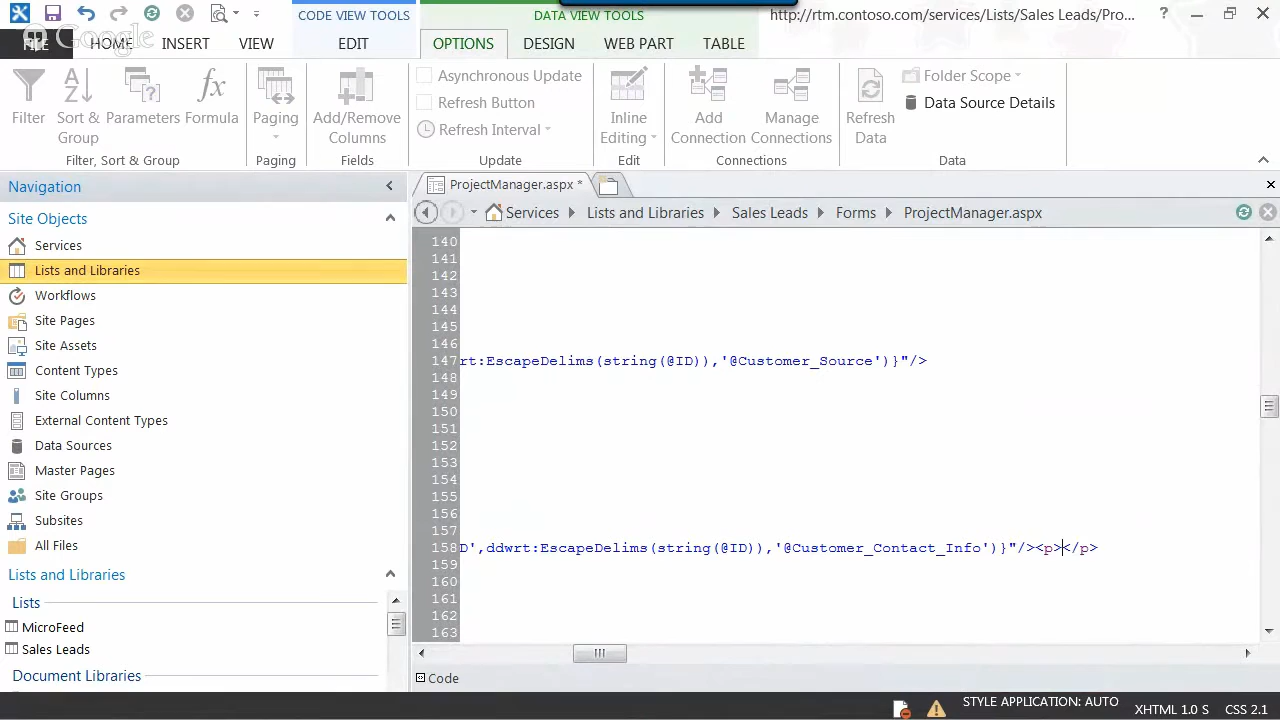 CODE VIEW TOOLS
DATA VIEW TOOLS
http://rtm.contoso.com/services/Lists/Sales Leads/Pro...
?
Google
FILE HOME INSERT VIEW EDIT OPTIONS DESIGN WEB PART TABLE
Filter
Sort & Group
Parameters
Formula
Filter, Sort & Group
Paging
Paging
Add/Remove Columns
Fields
Asynchronous Update
Refresh Button
Refresh Interval
Update
Inline Editing
Edit
Add Connection
Manage Connections
Connections
Refresh Data
Folder Scope
Data Source Details
Data
Navigation
Site Objects
Services
Lists and Libraries
Workflows
Site Pages
Site Assets
Content Types
Site Columns
External Content Types
Data Sources
Master Pages
Site Groups
Subsites
All Files
Lists and Libraries
Lists
MicroFeed
Sales Leads
Document Libraries
ProjectManager.aspx *
Services Lists and Libraries Sales Leads Forms ProjectManager.aspx
140
141
142
143
144
145
146
147 rt:EscapeDelims(string(@ID)),'@Customer_Source')}"/>
148
149
150
151
152
153
154
155
156
157
158 D',ddwrt:EscapeDelims(string(@ID)),'@Customer_Contact_Info')}"/><p></p>
159
160
161
162
163
Code
STYLE APPLICATION: AUTO
XHTML 1.0 S
CSS 2.1